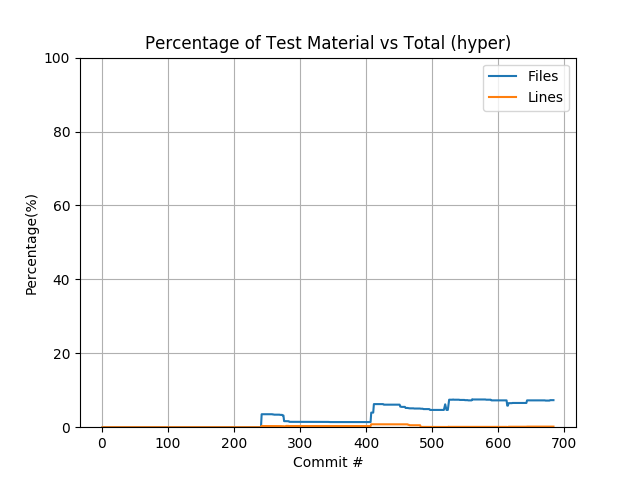 Percentage of Test Material vs Total (hyper)
Files
Lines
Percentage(%)
100
80
60
40
20
0
0 100 200 300 400 500 600 700
Commit #